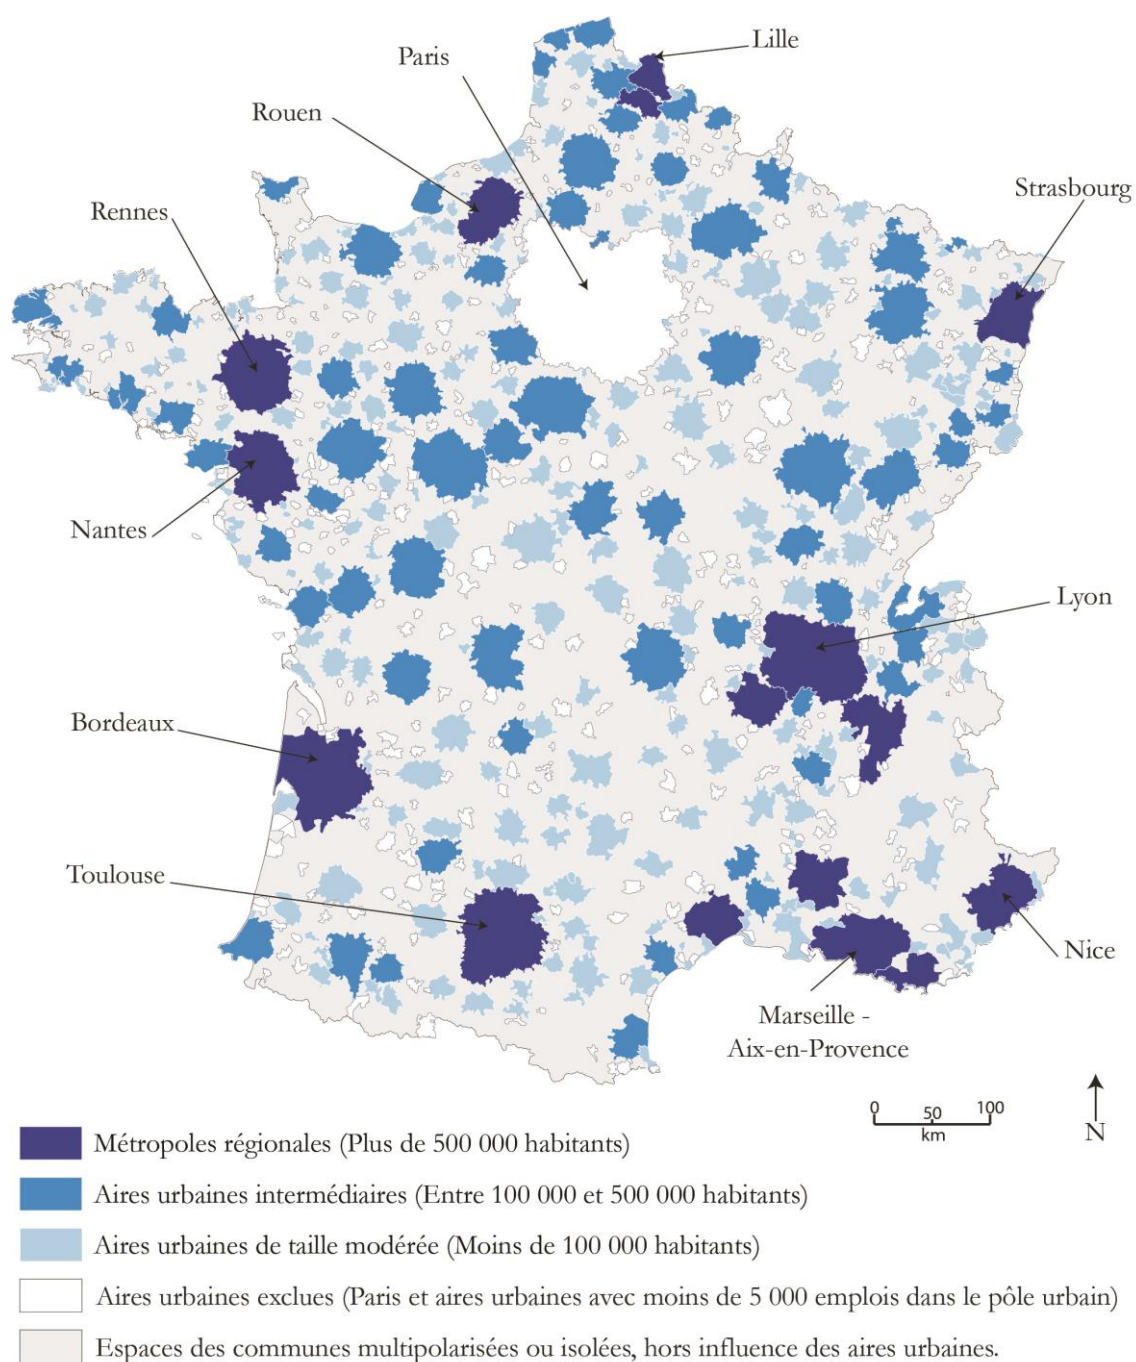 Lille
Paris
Rouen
Strasbourg
Rennes
Nantes
Lyon
Bordeaux
Toulouse
Nice
Marseille -
Aix-en-Provence
0 50 100
km
N
Métropoles régionales (Plus de 500 000 habitants)
Aires urbaines intermédiaires (Entre 100 000 et 500 000 habitants)
Aires urbaines de taille modérée (Moins de 100 000 habitants)
Aires urbaines exclues (Paris et aires urbaines avec moins de 5 000 emplois dans le pôle urbain)
Espaces des communes multipolarisées ou isolées, hors influence des aires urbaines.